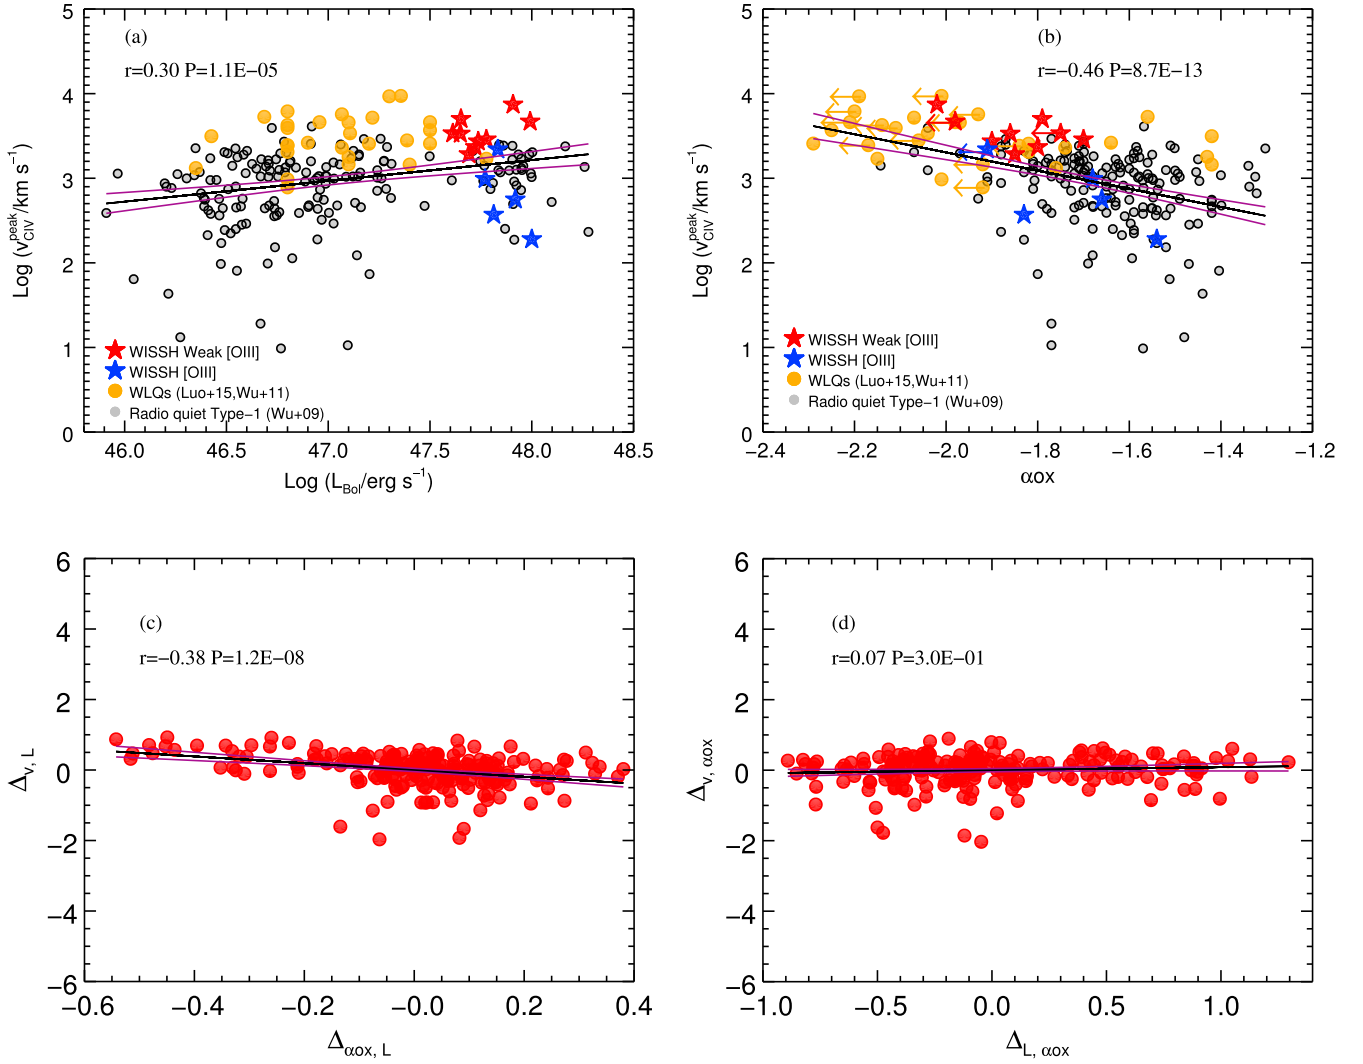 (a)
r=0.30 P=1.1E−05
5
4
3
2
1
0
Log (v^peak_CIV/km s⁻¹)
WISSH Weak [OIII]
WISSH [OIII]
WLQs (Luo+15,Wu+11)
Radio quiet Type−1 (Wu+09)
46.0 46.5 47.0 47.5 48.0 48.5
Log (L_Bol/erg s⁻¹)
(b)
r=−0.46 P=8.7E−13
5
4
3
2
1
0
Log (v^peak_CIV/km s⁻¹)
WISSH Weak [OIII]
WISSH [OIII]
WLQs (Luo+15,Wu+11)
Radio quiet Type−1 (Wu+09)
−2.4 −2.2 −2.0 −1.8 −1.6 −1.4 −1.2
αox
(c)
r=−0.38 P=1.2E−08
6
4
2
0
−2
−4
−6
Δv, L
−0.6 −0.4 −0.2 −0.0 0.2 0.4
Δαox, L
(d)
r=0.07 P=3.0E−01
6
4
2
0
−2
−4
−6
Δv, αox
−1.0 −0.5 0.0 0.5 1.0
ΔL, αox